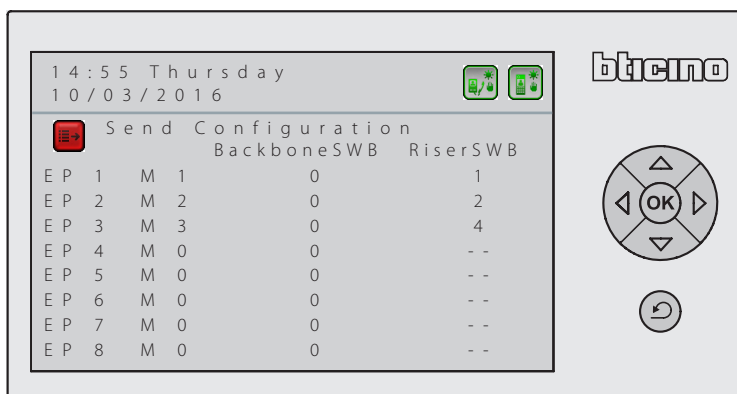 14:55 Thursday
10/03/2016
bticino
Send Configuration
BackboneSWB RiserSWB
EP 1 M 1 0 1
EP 2 M 2 0 2
EP 3 M 3 0 4
EP 4 M 0 0 --
EP 5 M 0 0 --
EP 6 M 0 0 --
EP 7 M 0 0 --
EP 8 M 0 0 --
OK